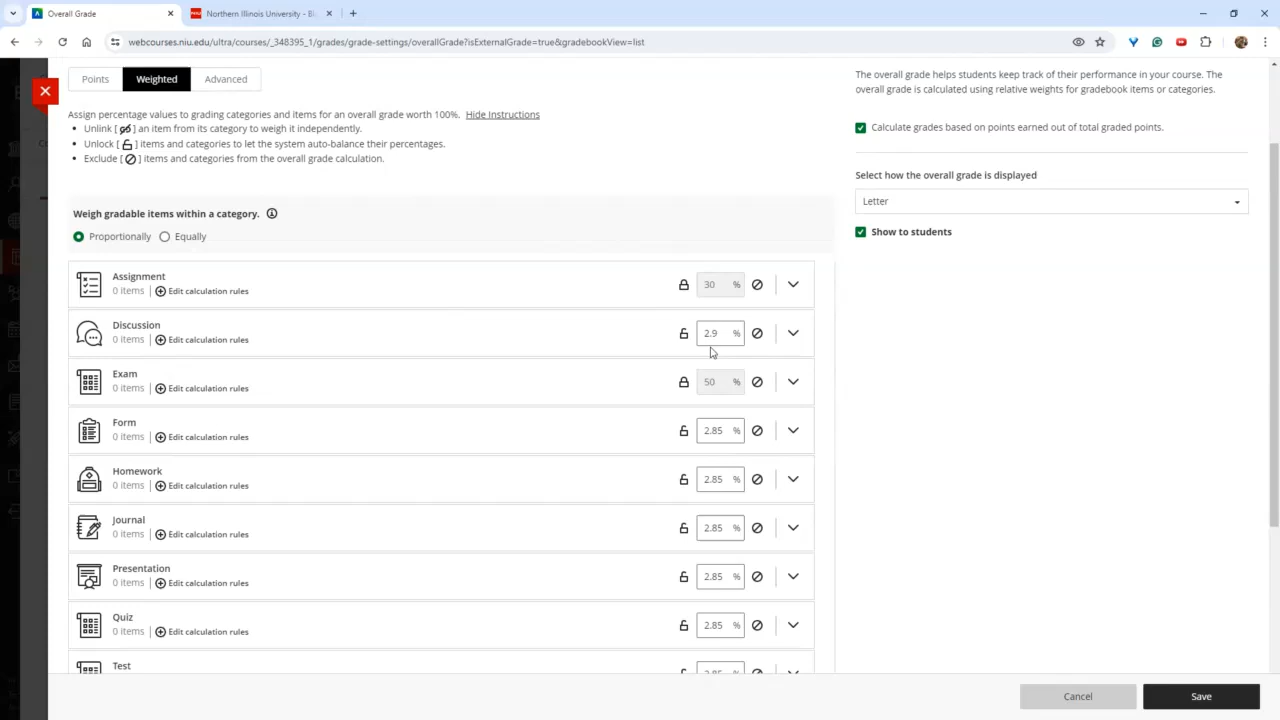 Overall Grade
Northern Illinois University - Bl
webcourses.niu.edu/ultra/courses/_348395_1/grades/grade-settings/overallGrade?isExternalGrade=true&gradebookView=list
Points
Weighted
Advanced
Assign percentage values to grading categories and items for an overall grade worth 100%. Hide Instructions
Unlink [ ] an item from its category to weigh it independently.
Unlock [ ] items and categories to let the system auto-balance their percentages.
Exclude [ ] items and categories from the overall grade calculation.
Weigh gradable items within a category.
Proportionally Equally
Assignment
0 items | Edit calculation rules
30 %
Discussion
0 items | Edit calculation rules
2.9 %
Exam
0 items | Edit calculation rules
50 %
Form
0 items | Edit calculation rules
2.85 %
Homework
0 items | Edit calculation rules
2.85 %
Journal
0 items | Edit calculation rules
2.85 %
Presentation
0 items | Edit calculation rules
2.85 %
Quiz
0 items | Edit calculation rules
2.85 %
Test
2.85 %
The overall grade helps students keep track of their performance in your course. The
overall grade is calculated using relative weights for gradebook items or categories.
Calculate grades based on points earned out of total graded points.
Select how the overall grade is displayed
Letter
Show to students
Cancel
Save